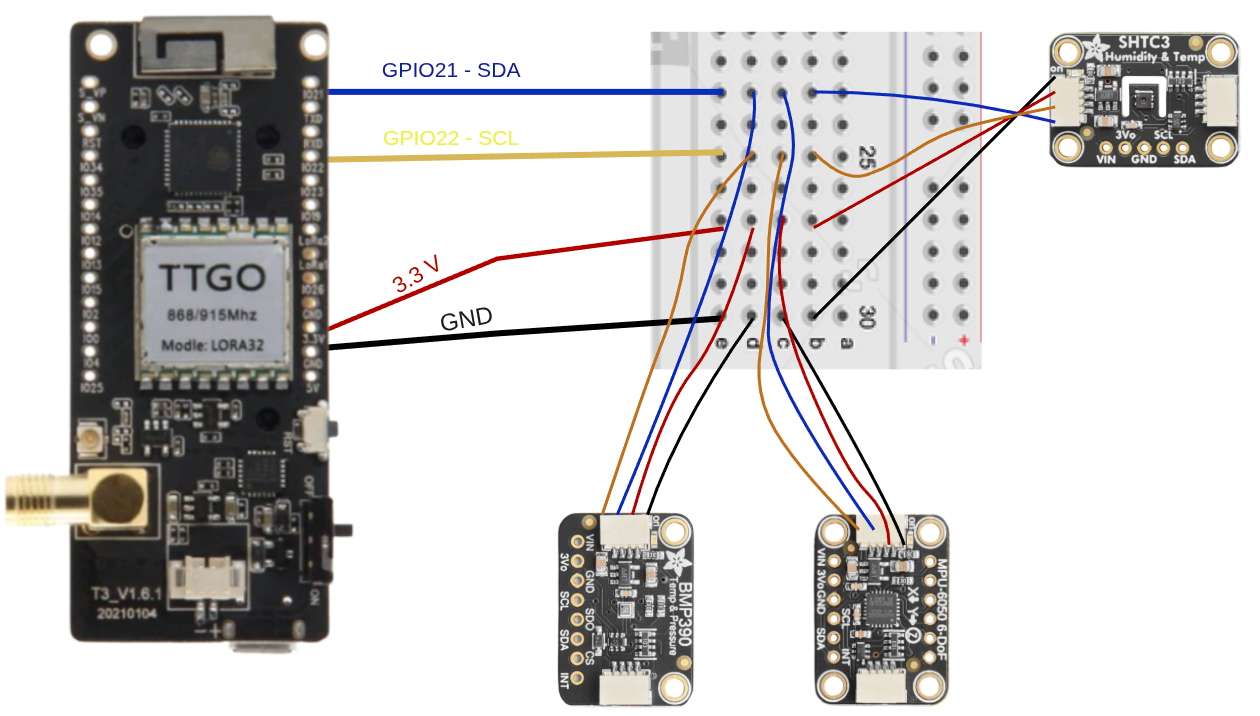 GPIO21 - SDA
GPIO22 - SCL
3.3 V
GND
S_VP
S_VN
RST
IO34
IO35
IO14
IO12
IO13
IO15
IO2
IO0
IO4
IO25
IO21
TXD
RXD
IO22
IO23
IO19
LoRa2
LoRa1
IO26
GND
3.3V
GND
5V
TTGO
868/915Mhz
Modle: LORA32
RST
OFF
ON
T3_V1.6.1
20210104
- +
25
30
e d c b a
- +
SHTC3
Humidity & Temp
on
3Vo SCL
VIN GND SDA
VIN
3Vo
GND
SCL
SDO
SDA
CS
INT
on
BMP390
Temp & Pressure
VIN
3Vo
GND
SCL
SDA
INT
on
MPU-6050 6-DoF
X Y Z